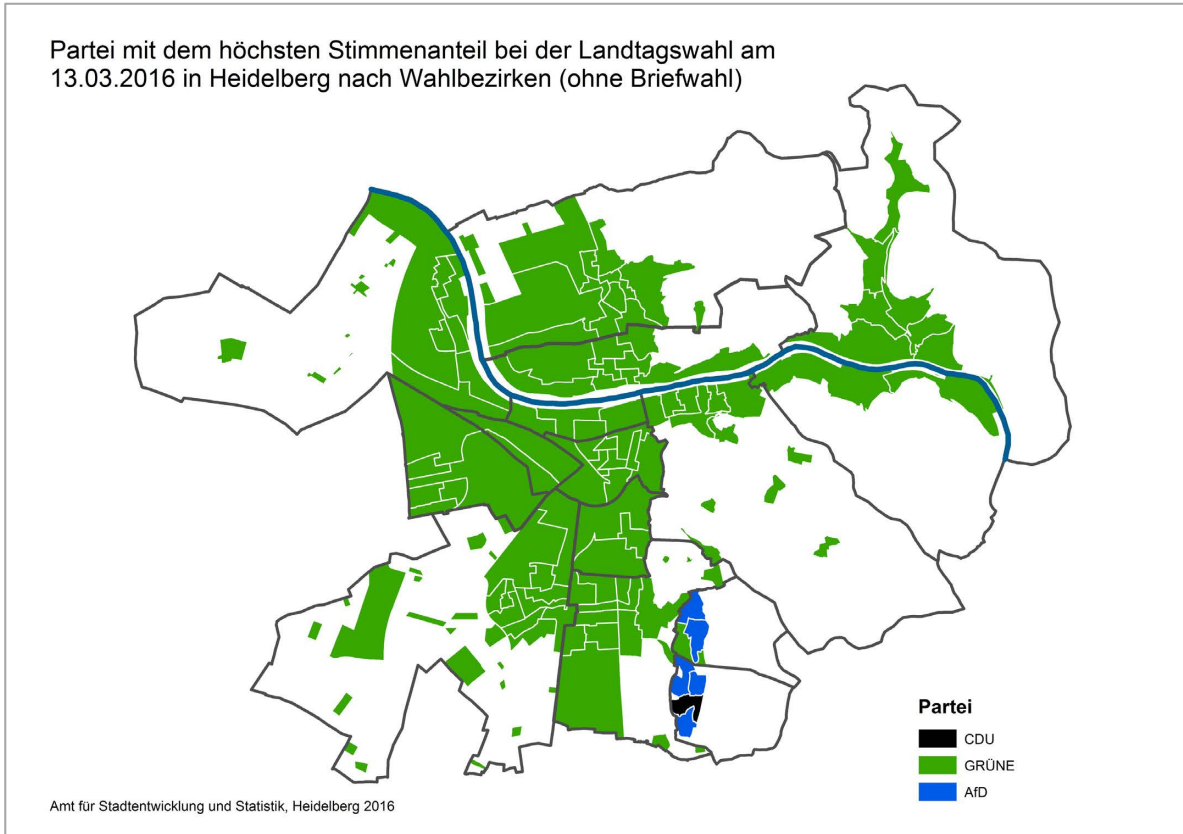 Partei mit dem höchsten Stimmenanteil bei der Landtagswahl am
13.03.2016 in Heidelberg nach Wahlbezirken (ohne Briefwahl)
Partei
CDU
GRÜNE
AfD
Amt für Stadtentwicklung und Statistik, Heidelberg 2016